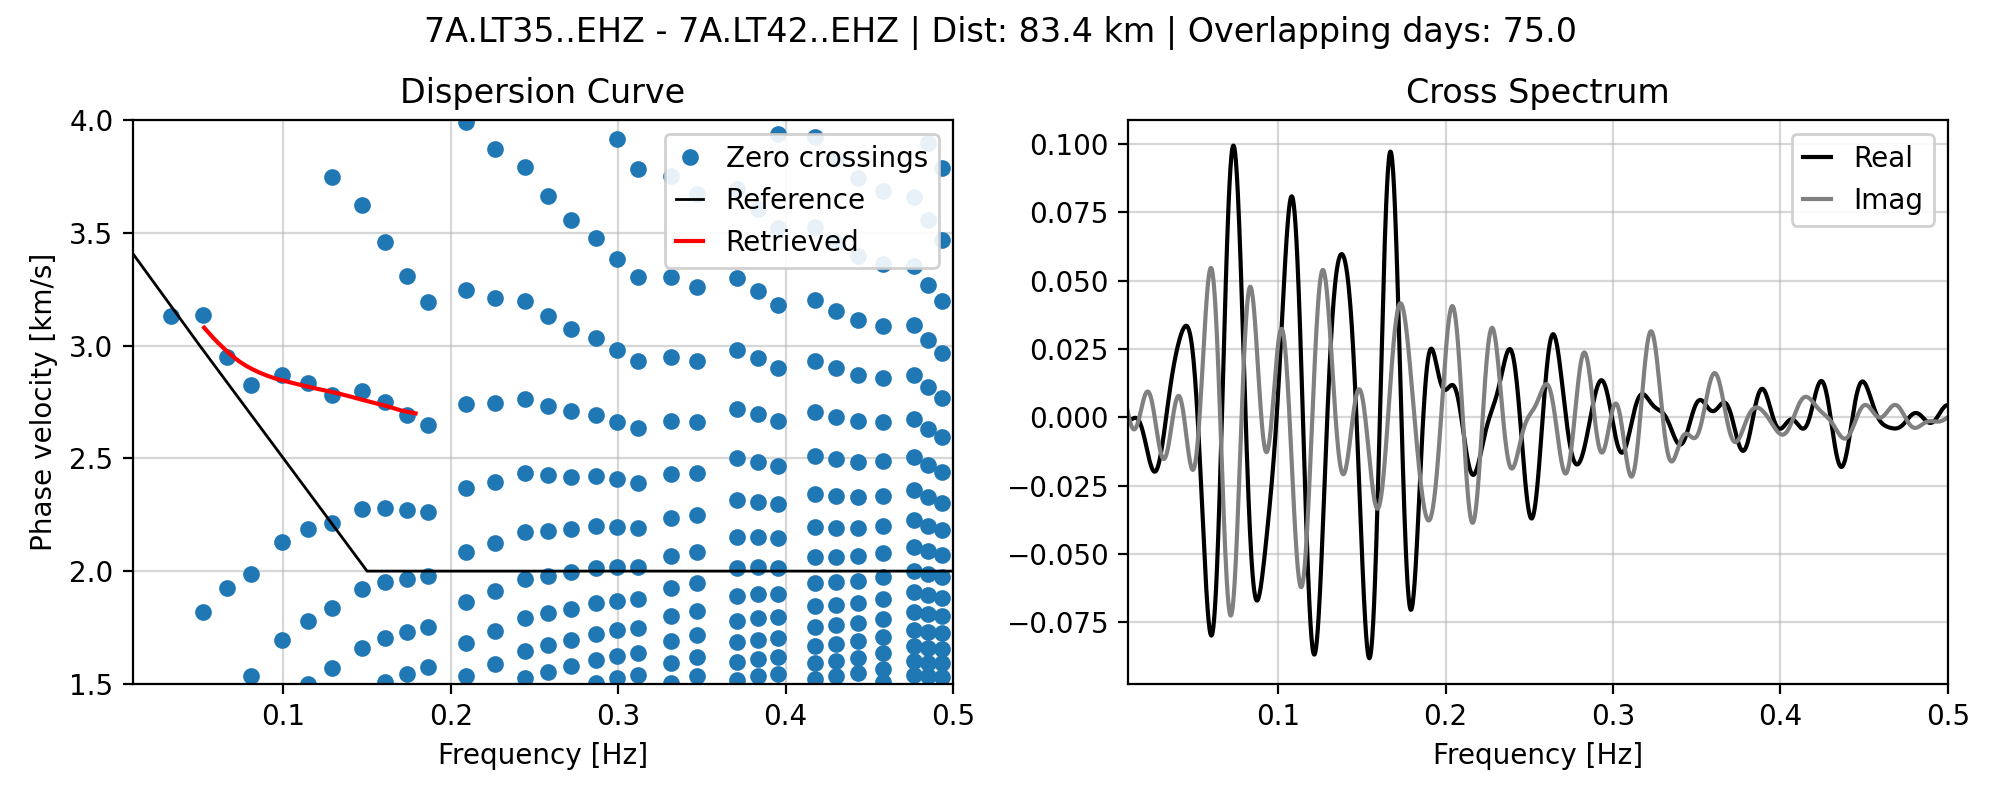 7A.LT35..EHZ - 7A.LT42..EHZ | Dist: 83.4 km | Overlapping days: 75.0
Dispersion Curve
Phase velocity [km/s]
4.0
3.5
3.0
2.5
2.0
1.5
0.1
0.2
0.3
0.4
0.5
Frequency [Hz]
Zero crossings
Reference
Retrieved
Cross Spectrum
0.100
0.075
0.050
0.025
0.000
−0.025
−0.050
−0.075
0.1
0.2
0.3
0.4
0.5
Frequency [Hz]
Real
Imag